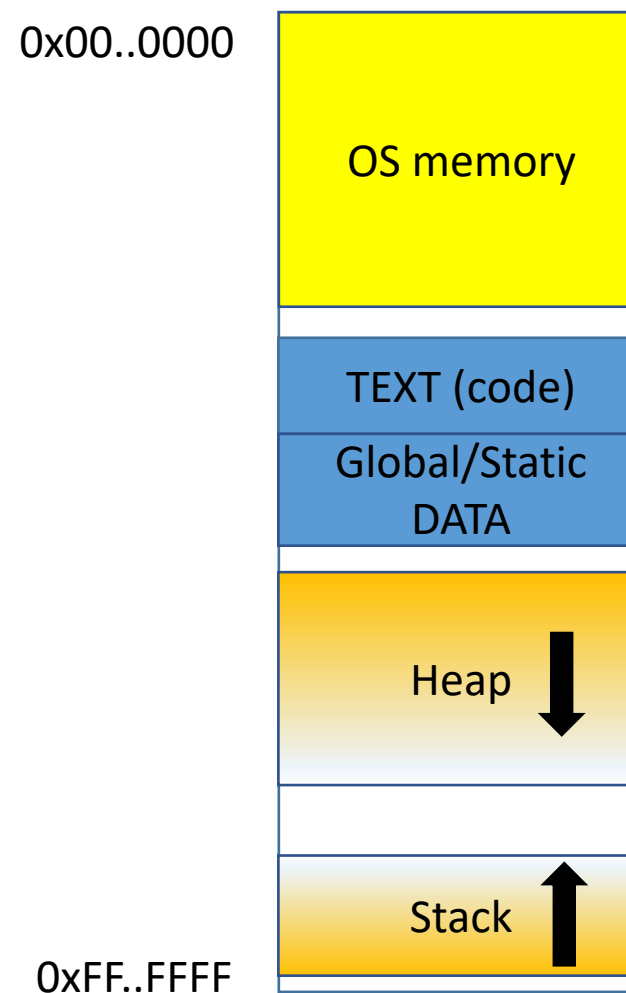 0x00..0000
OS memory
TEXT (code)
Global/Static
DATA
Heap
Stack
0xFF..FFFF